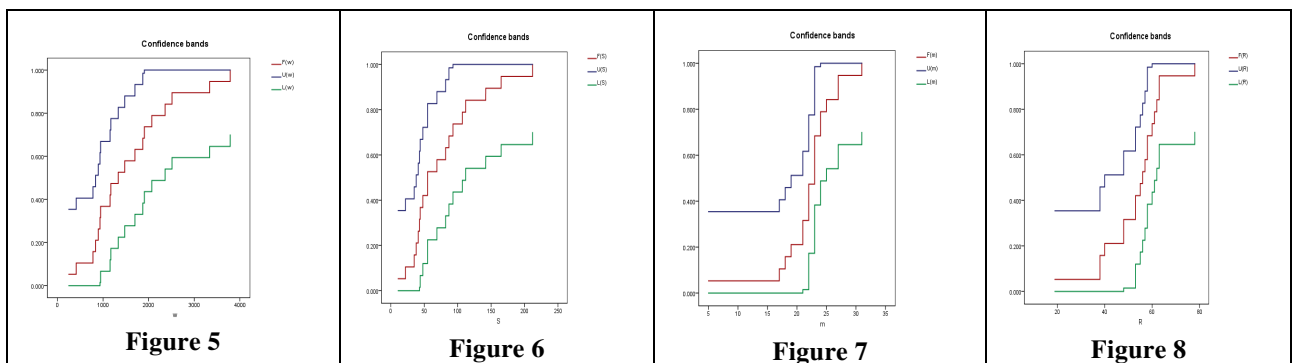 Confidence bands
F(w)
U(w)
L(w)
1.000
0.800
0.600
0.400
0.200
0.000
0 1000 2000 3000 4000
w
Figure 5
Confidence bands
F(S)
U(S)
L(S)
1.000
0.800
0.600
0.400
0.200
0.000
0 50 100 150 200 250
S
Figure 6
Confidence bands
F(m)
U(m)
L(m)
1.000
0.800
0.600
0.400
0.200
0.000
5 10 15 20 25 30 35
m
Figure 7
Confidence bands
F(R)
U(R)
L(R)
1.000
0.800
0.600
0.400
0.200
0.000
20 40 60 80
R
Figure 8